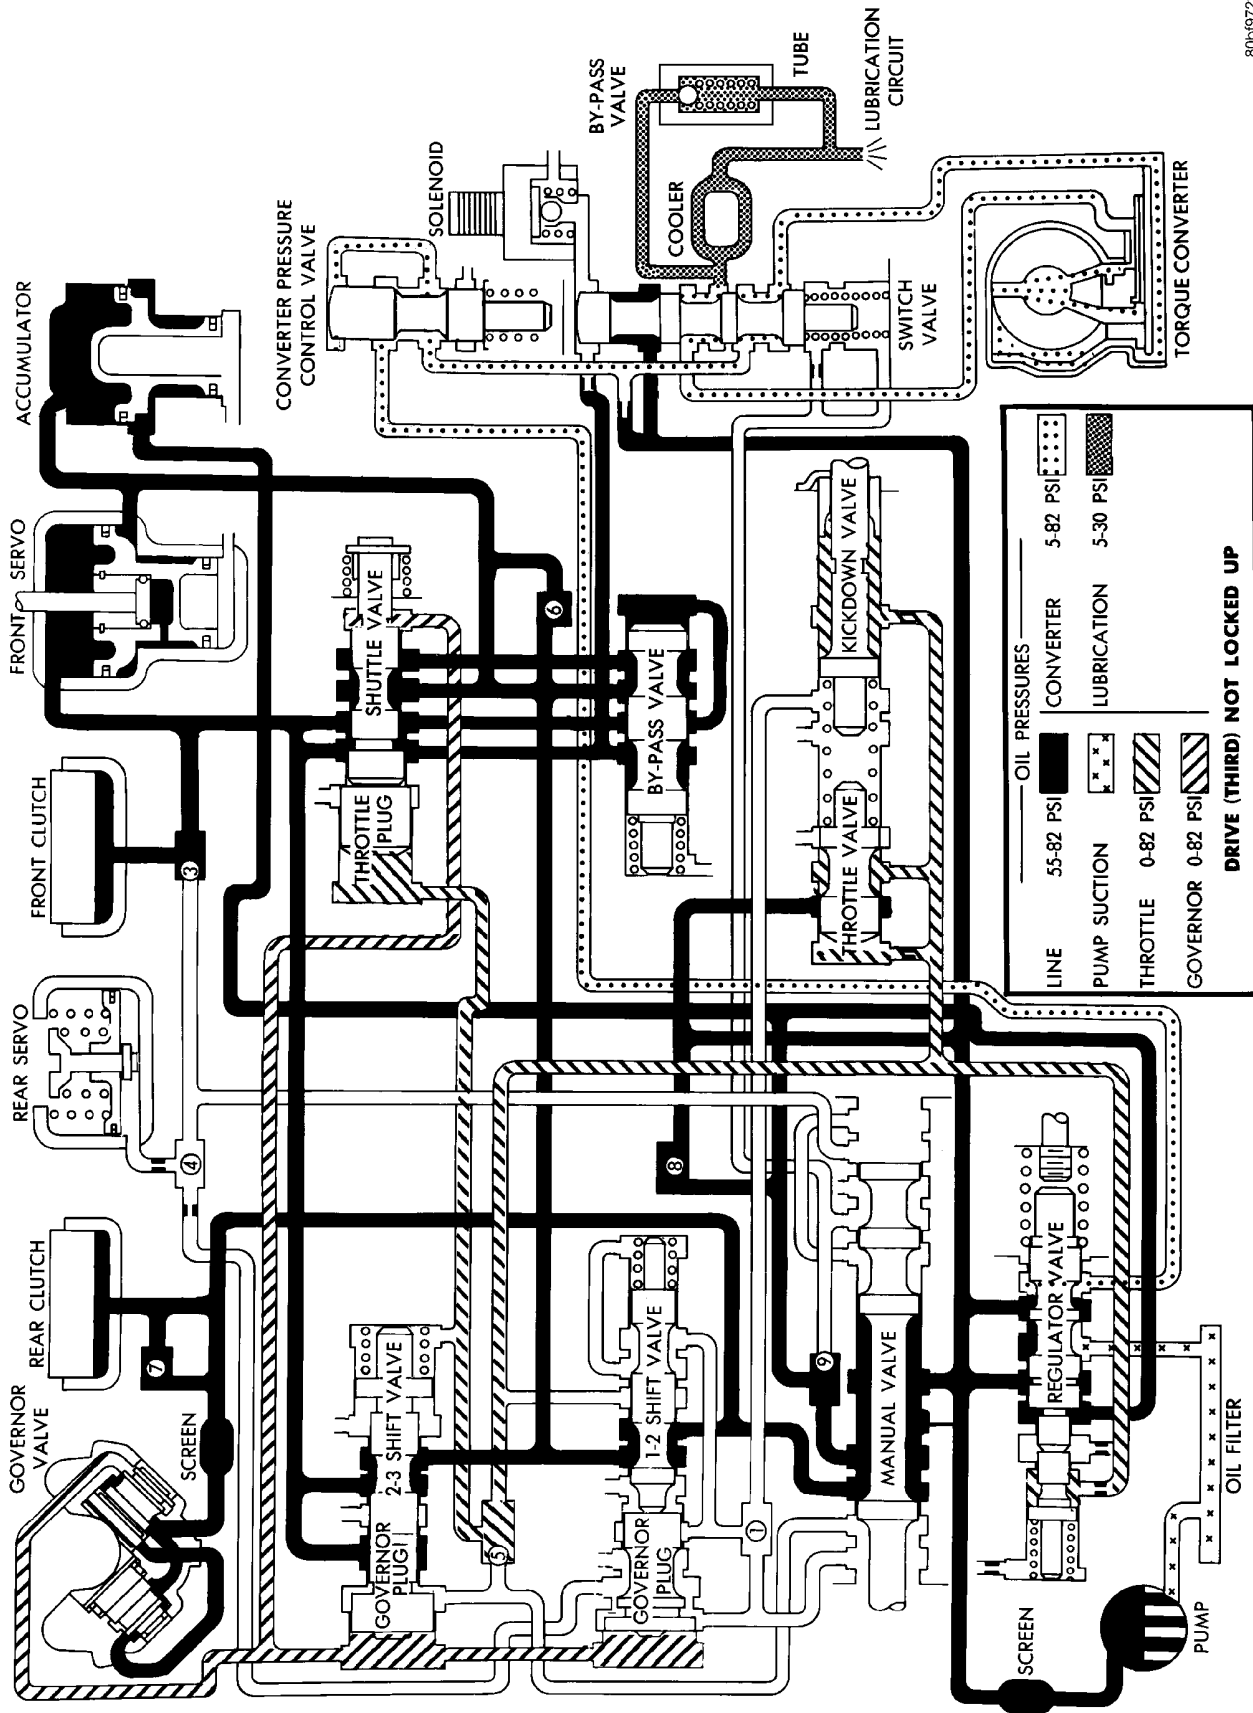 GOVERNOR
VALVE
REAR CLUTCH
REAR SERVO
FRONT CLUTCH
FRONT SERVO
ACCUMULATOR
SCREEN
7
4
3
CONVERTER PRESSURE
CONTROL VALVE
SOLENOID
BY-PASS
VALVE
TUBE
LUBRICATION
CIRCUIT
COOLER
SWITCH
VALVE
TORQUE CONVERTER
GOVERNOR
PLUG
2-3 SHIFT VALVE
THROTTLE
PLUG
SHUTTLE VALVE
5
6
GOVERNOR
PLUG
1-2 SHIFT VALVE
8
BY-PASS VALVE
1
9
THROTTLE VALVE
KICKDOWN VALVE
MANUAL VALVE
REGULATOR VALVE
SCREEN
PUMP
OIL FILTER
OIL PRESSURES
LINE 55-82 PSI
CONVERTER 5-82 PSI
PUMP SUCTION
LUBRICATION 5-30 PSI
THROTTLE 0-82 PSI
GOVERNOR 0-82 PSI
DRIVE (THIRD) NOT LOCKED UP